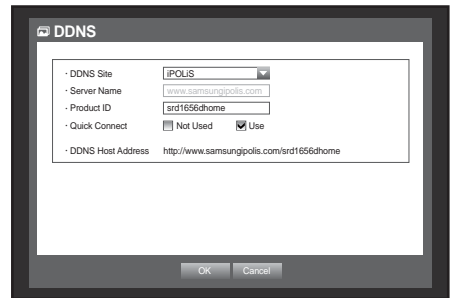 DDNS
· DDNS Site iPOLiS
· Server Name www.samsungipolis.com
· Product ID srd1656dhome
· Quick Connect Not Used Use
· DDNS Host Address http://www.samsungipolis.com/srd1656dhome
OK Cancel